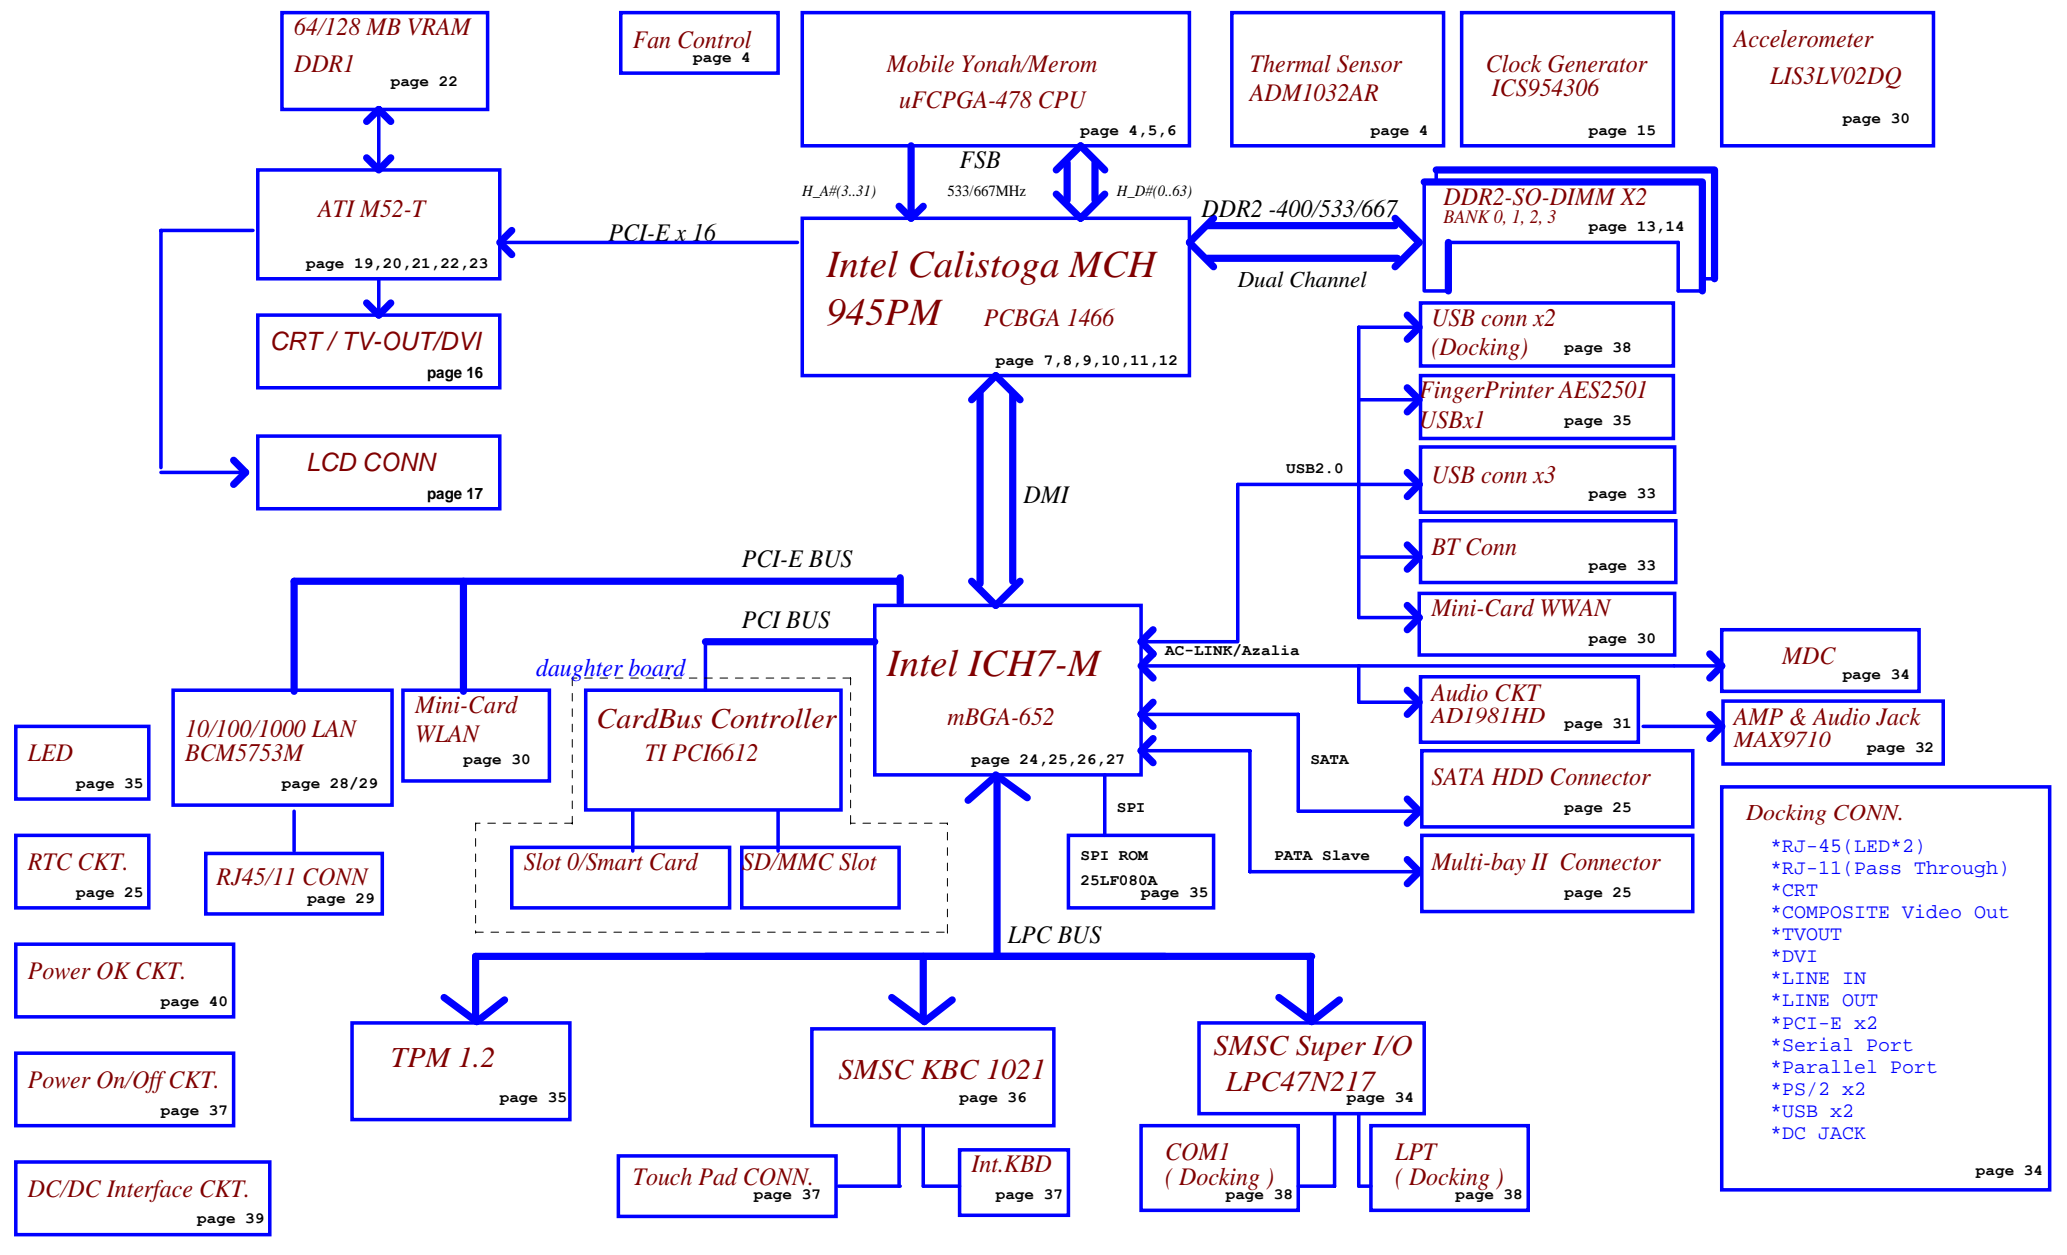 64/128 MB VRAM
DDR1
page 22
Fan Control
page 4
Mobile Yonah/Merom
uFCPGA-478 CPU
page 4,5,6
Thermal Sensor
ADM1032AR
page 4
Clock Generator
ICS954306
page 15
Accelerometer
LIS3LV02DQ
page 30
FSB
H_A#(3..31)
533/667MHz
H_D#(0..63)
ATI M52-T
page 19,20,21,22,23
PCI-E x 16
Intel Calistoga MCH
945PM
PCBGA 1466
page 7,8,9,10,11,12
DDR2 -400/533/667
Dual Channel
DDR2-SO-DIMM X2
BANK 0, 1, 2, 3
page 13,14
CRT / TV-OUT/DVI
page 16
LCD CONN
page 17
USB conn x2
(Docking)
page 38
FingerPrinter AES2501
USBx1
page 35
USB2.0
USB conn x3
page 33
BT Conn
page 33
Mini-Card WWAN
page 30
DMI
PCI-E BUS
PCI BUS
Intel ICH7-M
mBGA-652
page 24,25,26,27
AC-LINK/Azalia
MDC
page 34
Audio CKT
AD1981HD
page 31
AMP & Audio Jack
MAX9710
page 32
SATA
SATA HDD Connector
page 25
PATA Slave
Multi-bay II Connector
page 25
daughter board
CardBus Controller
TI PCI6612
Slot 0/Smart Card
SD/MMC Slot
10/100/1000 LAN
BCM5753M
page 28/29
Mini-Card
WLAN
page 30
RJ45/11 CONN
page 29
SPI
SPI ROM
25LF080A
page 35
LED
page 35
RTC CKT.
page 25
Power OK CKT.
page 40
Power On/Off CKT.
page 37
DC/DC Interface CKT.
page 39
LPC BUS
TPM 1.2
page 35
SMSC KBC 1021
page 36
SMSC Super I/O
LPC47N217
page 34
Touch Pad CONN.
page 37
Int.KBD
page 37
COM1
( Docking )
page 38
LPT
( Docking )
page 38
Docking CONN.
*RJ-45(LED*2)
*RJ-11(Pass Through)
*CRT
*COMPOSITE Video Out
*TVOUT
*DVI
*LINE IN
*LINE OUT
*PCI-E x2
*Serial Port
*Parallel Port
*PS/2 x2
*USB x2
*DC JACK
page 34